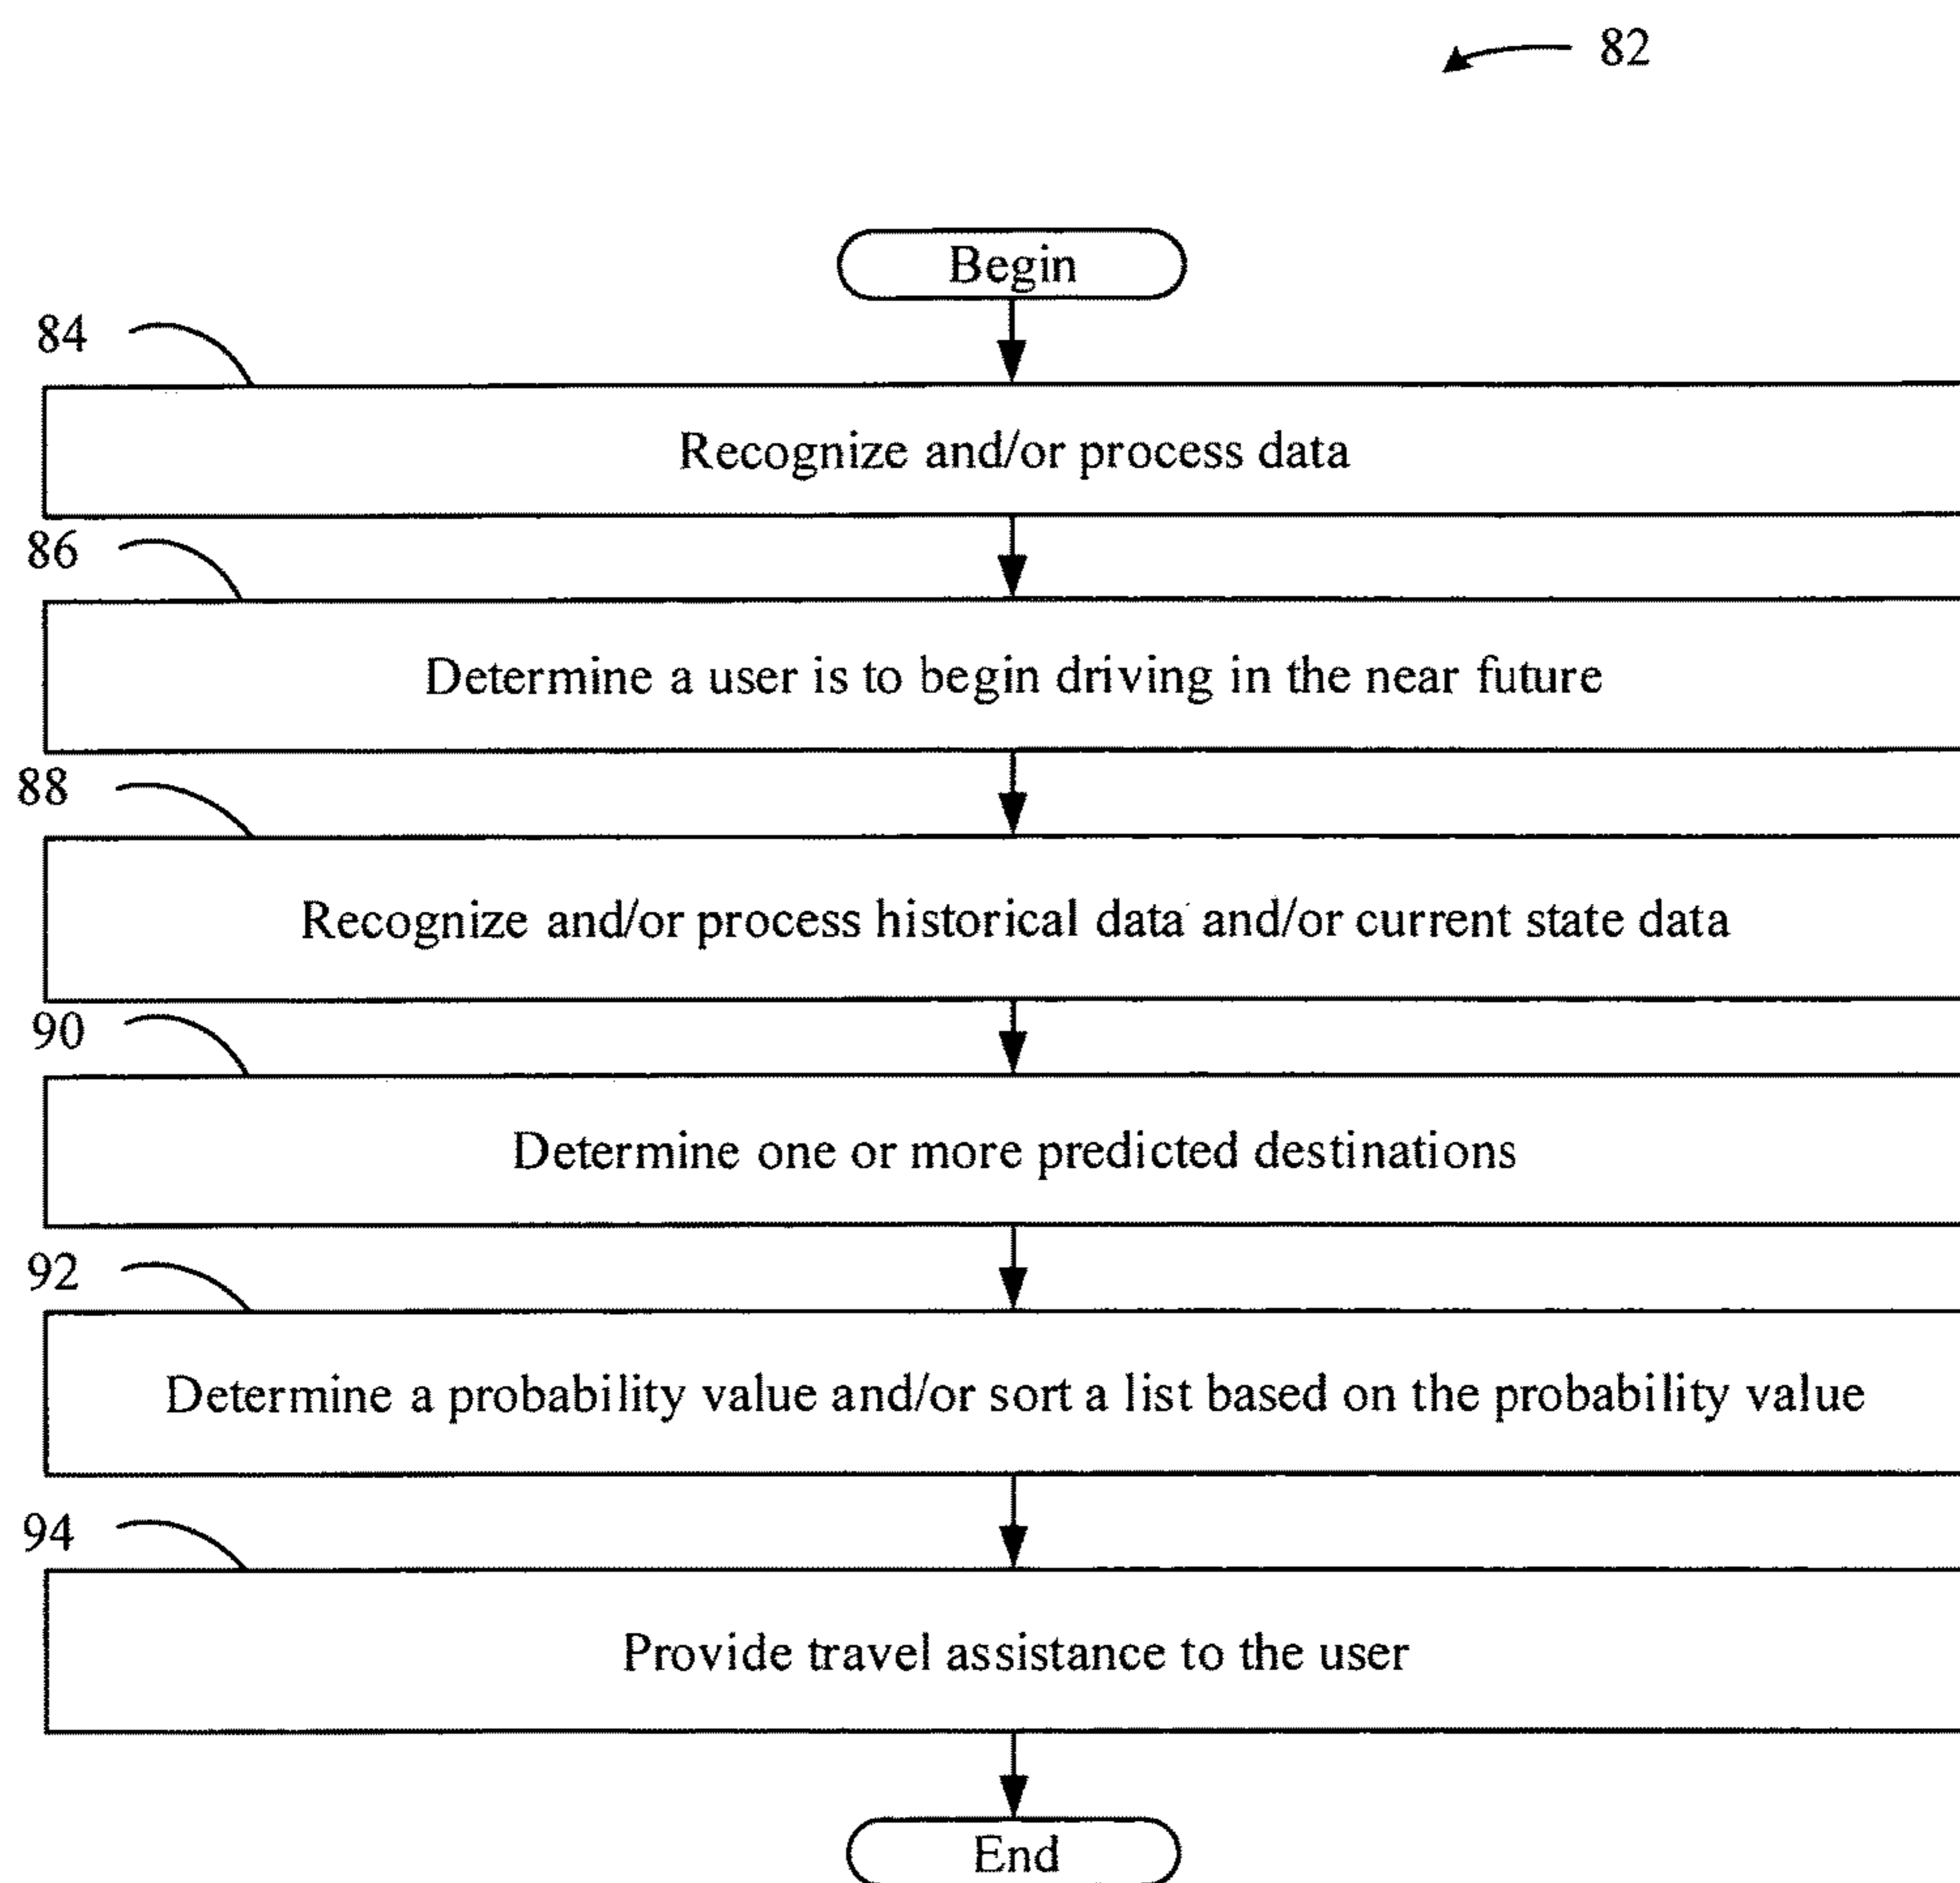 82
Begin
84
Recognize and/or process data
86
Determine a user is to begin driving in the near future
88
Recognize and/or process historical data and/or current state data
90
Determine one or more predicted destinations
92
Determine a probability value and/or sort a list based on the probability value
94
Provide travel assistance to the user
End